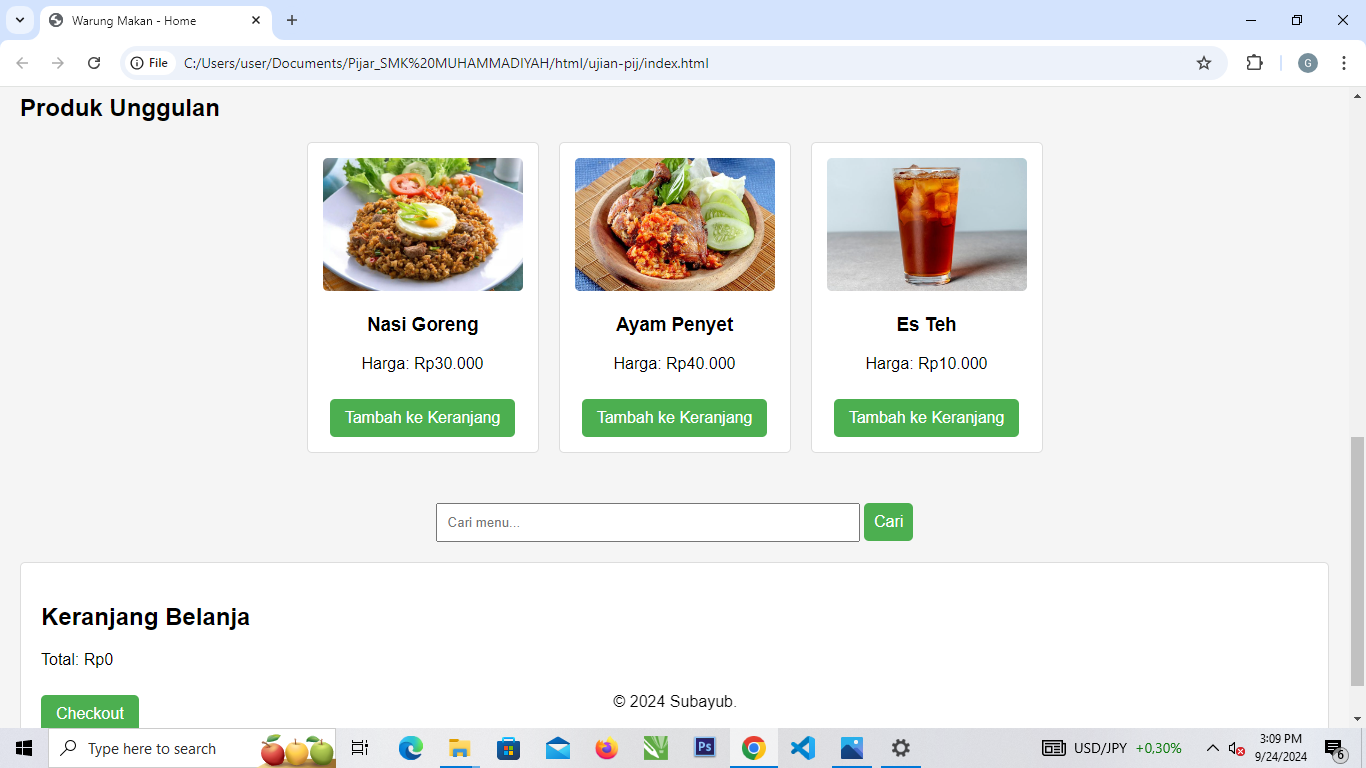 Warung Makan - Home
File
C:/Users/user/Documents/Pijar_SMK%20MUHAMMADIYAH/html/ujian-pij/index.html
G
Produk Unggulan
Nasi Goreng
Harga: Rp30.000
Tambah ke Keranjang
Ayam Penyet
Harga: Rp40.000
Tambah ke Keranjang
Es Teh
Harga: Rp10.000
Tambah ke Keranjang
Cari menu...
Cari
Keranjang Belanja
Total: Rp0
Checkout
© 2024 Subayub.
Type here to search
Ps
USD/JPY +0,30%
3:09 PM
9/24/2024
6